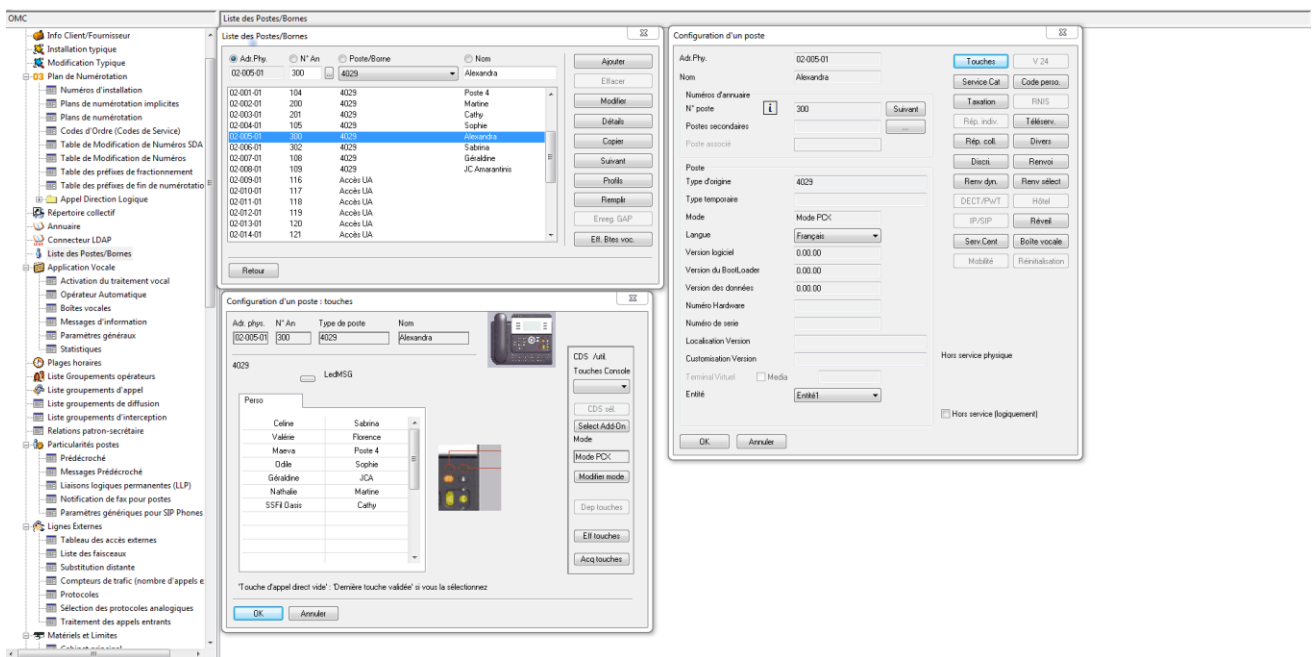 OMC
Liste des Postes/Bornes
Info Client/Fournisseur
Installation typique
Modification Typique
03 Plan de Numérotation
Numéros d'installation
Plans de numérotation implicites
Plans de numérotation
Codes d'Ordre (Codes de Service)
Table de Modification de Numéros SDA
Table de Modification de Numéros
Table des préfixes de fractionnement
Table des préfixes de fin de numérotatio
Appel Direction Logique
Répertoire collectif
Annuaire
Connecteur LDAP
Liste des Postes/Bornes
Application Vocale
Activation du traitement vocal
Opérateur Automatique
Boîtes vocales
Messages d'information
Paramètres généraux
Statistiques
Plages horaires
Liste Groupements opérateurs
Liste groupements d'appel
Liste groupements de diffusion
Liste groupements d'interception
Relations patron-secrétaire
Particularités postes
Prédécroché
Messages Prédécroché
Liaisons logiques permanentes (LLP)
Notification de fax pour postes
Paramètres génériques pour SIP Phones
Lignes Externes
Tableau des accès externes
Liste des faisceaux
Substitution distante
Compteurs de trafic (nombre d'appels e
Protocoles
Sélection des protocoles analogiques
Traitement des appels entrants
Matériels et Limites
Liste des Postes/Bornes
Adr.Phy. N° An Poste/Borne Nom
02-005-01 300 ... 4029 Alexandra
02-001-01 104 4029 Poste 4
02-002-01 200 4029 Martine
02-003-01 201 4029 Cathy
02-004-01 105 4029 Sophie
02-005-01 300 4029 Alexandra
02-006-01 302 4029 Sabrina
02-007-01 108 4029 Géraldine
02-008-01 109 4029 JC Amarantinis
02-009-01 116 Accès UA
02-010-01 117 Accès UA
02-011-01 118 Accès UA
02-012-01 119 Accès UA
02-013-01 120 Accès UA
02-014-01 121 Accès UA
Ajouter
Effacer
Modifier
Détails
Copier
Suivant
Profils
Remplir
Enreg. GAP
Eff. Btes voc.
Retour
Configuration d'un poste : touches
Adr. phys. N° An Type de poste Nom
02-005-01 300 4029 Alexandra
4029
LedMSG
Perso
Celine Sabrina
Valérie Florence
Maeva Poste 4
Odile Sophie
Géraldine JCA
Nathalie Martine
SSFil Oasis Cathy
CDS /util.
Touches Console
CDS sél.
Select Add-On
Mode
Mode PCX
Modifier mode
Dep touches
Eff touches
Acq touches
'Touche d'appel direct vide' : 'Dernière touche validée' si vous la sélectionnez
OK Annuler
Configuration d'un poste
Adr.Phy. 02-005-01
Nom Alexandra
Numéros d'annuaire
N° poste i 300 Suivant
Postes secondaires ...
Poste associé
Poste
Type d'origine 4029
Type temporaire
Mode Mode PCX
Langue Français
Version logiciel 0.00.00
Version du BootLoader 0.00.00
Version des données 0.00.00
Numéro Hardware
Numéro de serie
Localisation Version
Customisation Version
Terminal Virtuel Media
Entité Entité1
Hors service physique
Hors service (logiquement)
OK Annuler
Touches V 24
Service Cat Code perso.
Taxation RNIS
Rép. indiv. Téléserv.
Rép. coll. Divers
Discri. Renvoi
Renv dyn. Renv sélect
DECT/PWT Hôtel
IP/SIP Réveil
Serv.Cent Boîte vocale
Mobilité Réinitialisation